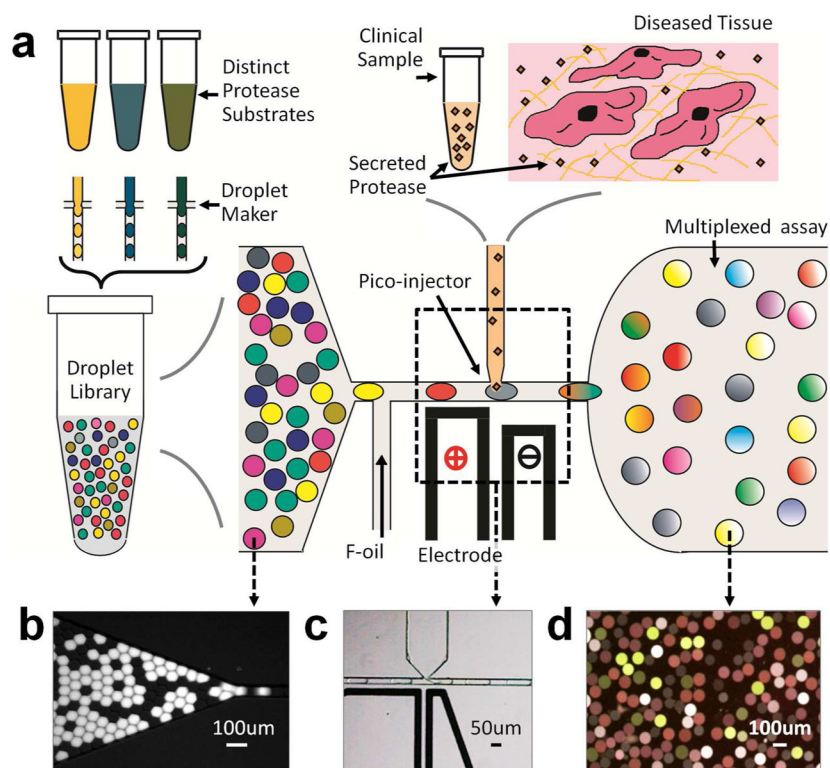 a
Distinct
Protease
Substrates
Droplet
Maker
Droplet
Library
Clinical
Sample
Diseased Tissue
Secreted
Protease
Pico-injector
Multiplexed assay
+
-
F-oil
Electrode
b
100um
c
50um
d
100um